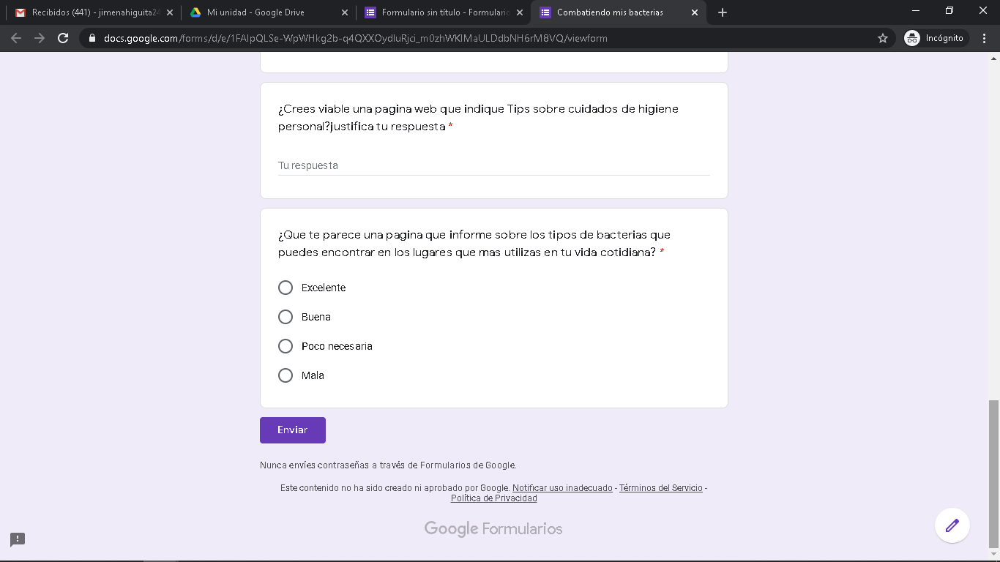 Recibidos (441) - jimenahiguita24
Mi unidad - Google Drive
Formulario sin título - Formulario
Combatiendo mis bacterias
docs.google.com/forms/d/e/1FAIpQLSe-WpWHkg2b-q4QXXOydluRjci_m0zhWKlMaULDdbNH6rM8VQ/viewform
Incógnito
¿Crees viable una pagina web que indique Tips sobre cuidados de higiene
personal?justifica tu respuesta *
Tu respuesta
¿Que te parece una pagina que informe sobre los tipos de bacterias que
puedes encontrar en los lugares que mas utilizas en tu vida cotidiana? *
Excelente
Buena
Poco necesaria
Mala
Enviar
Nunca envíes contraseñas a través de Formularios de Google.
Este contenido no ha sido creado ni aprobado por Google. Notificar uso inadecuado - Términos del Servicio -
Política de Privacidad
Google Formularios